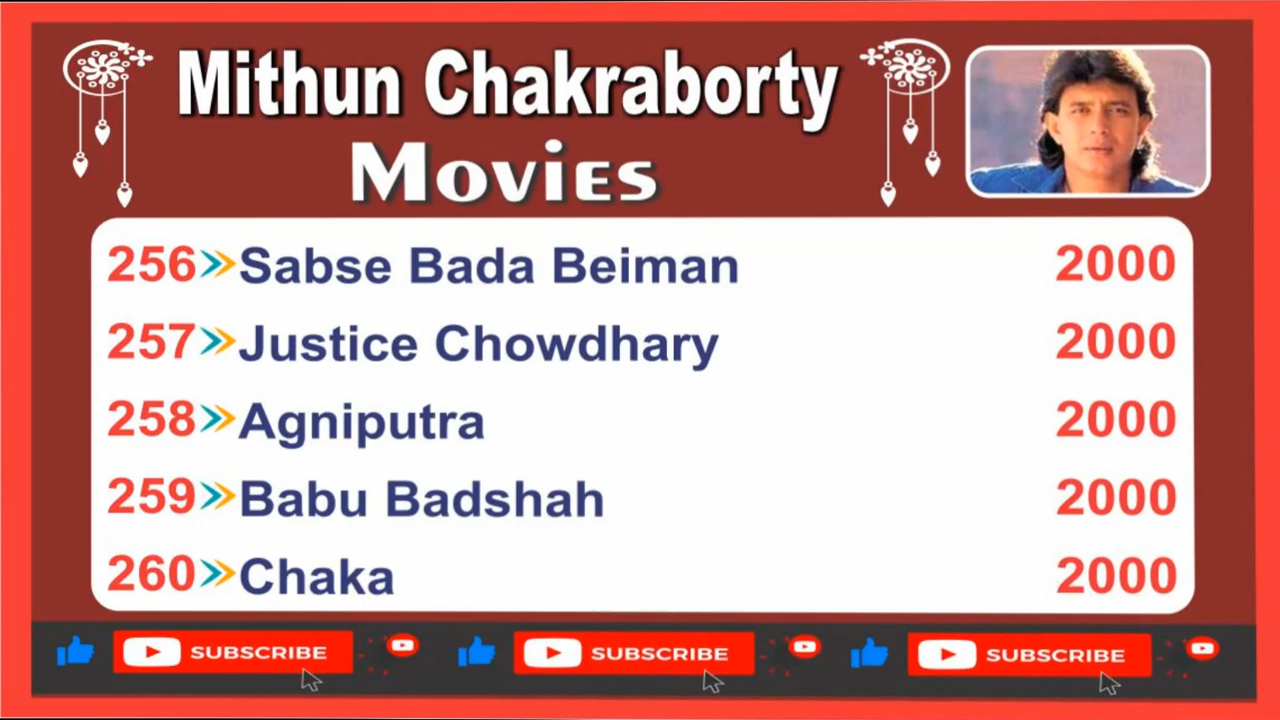 Mithun Chakraborty
Movies
256 Sabse Bada Beiman 2000
257 Justice Chowdhary 2000
258 Agniputra 2000
259 Babu Badshah 2000
260 Chaka 2000
SUBSCRIBE SUBSCRIBE SUBSCRIBE